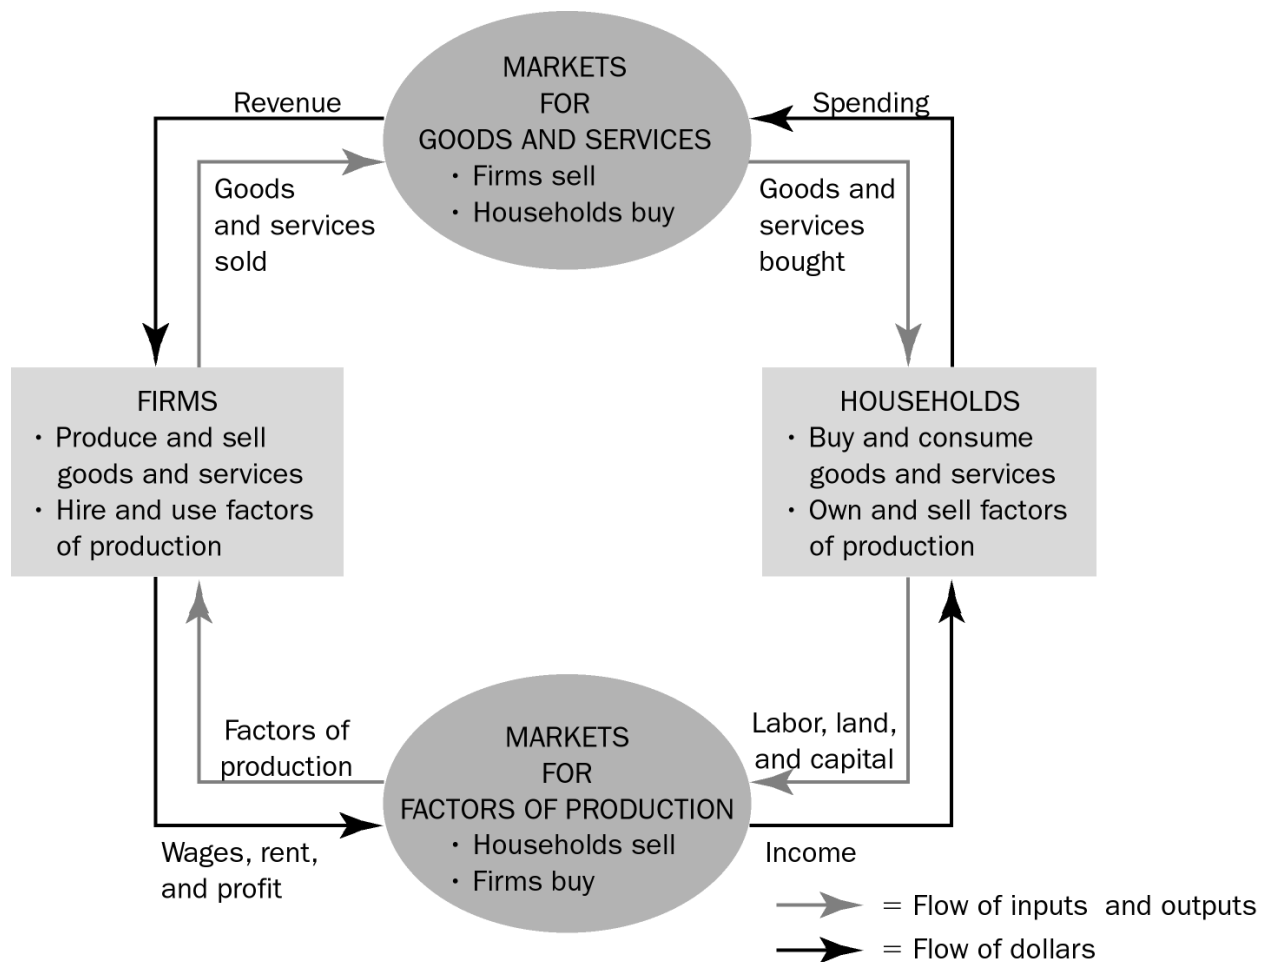 MARKETS
FOR
GOODS AND SERVICES
• Firms sell
• Households buy
Revenue
Spending
Goods
and services
sold
Goods and
services
bought
FIRMS
• Produce and sell
goods and services
• Hire and use factors
of production
HOUSEHOLDS
• Buy and consume
goods and services
• Own and sell factors
of production
Factors of
production
Labor, land,
and capital
MARKETS
FOR
FACTORS OF PRODUCTION
• Households sell
• Firms buy
Wages, rent,
and profit
Income
= Flow of inputs and outputs
= Flow of dollars